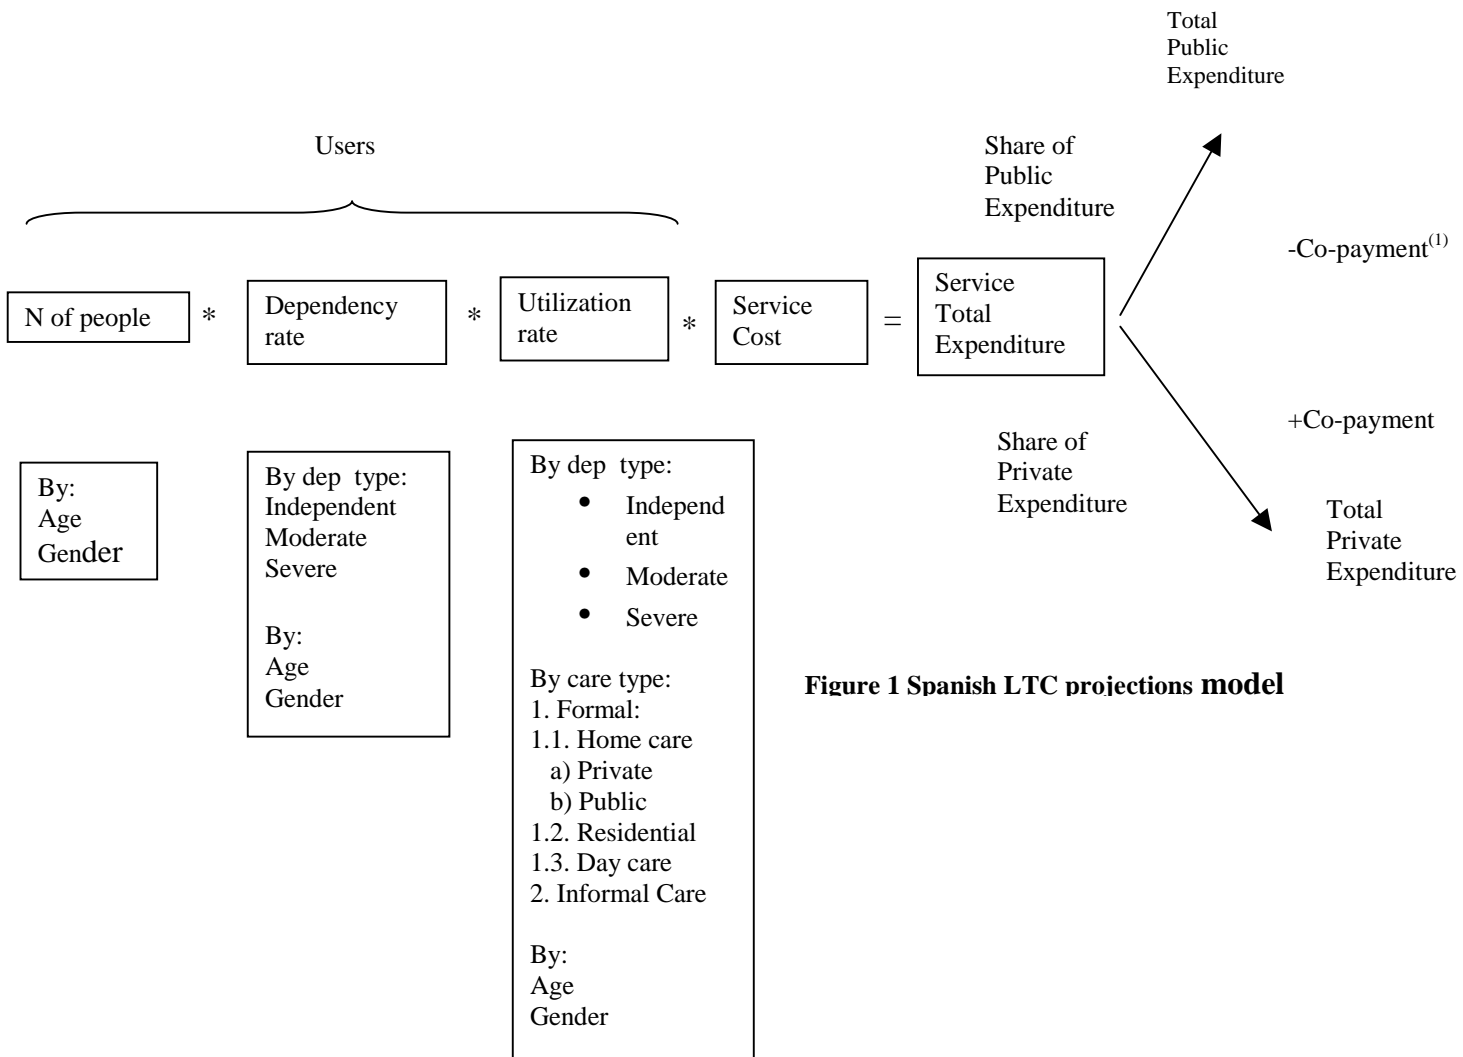 Total
Public
Expenditure
Users
Share of
Public
Expenditure
-Co-payment(1)
N of people
*
Dependency
rate
*
Utilization
rate
*
Service
Cost
=
Service
Total
Expenditure
+Co-payment
Share of
Private
Expenditure
Total
Private
Expenditure
By:
Age
Gender
By dep type:
Independent
Moderate
Severe
By:
Age
Gender
By dep type:
• Independ
ent
• Moderate
• Severe
By care type:
1. Formal:
1.1. Home care
a) Private
b) Public
1.2. Residential
1.3. Day care
2. Informal Care
By:
Age
Gender
Figure 1 Spanish LTC projections model